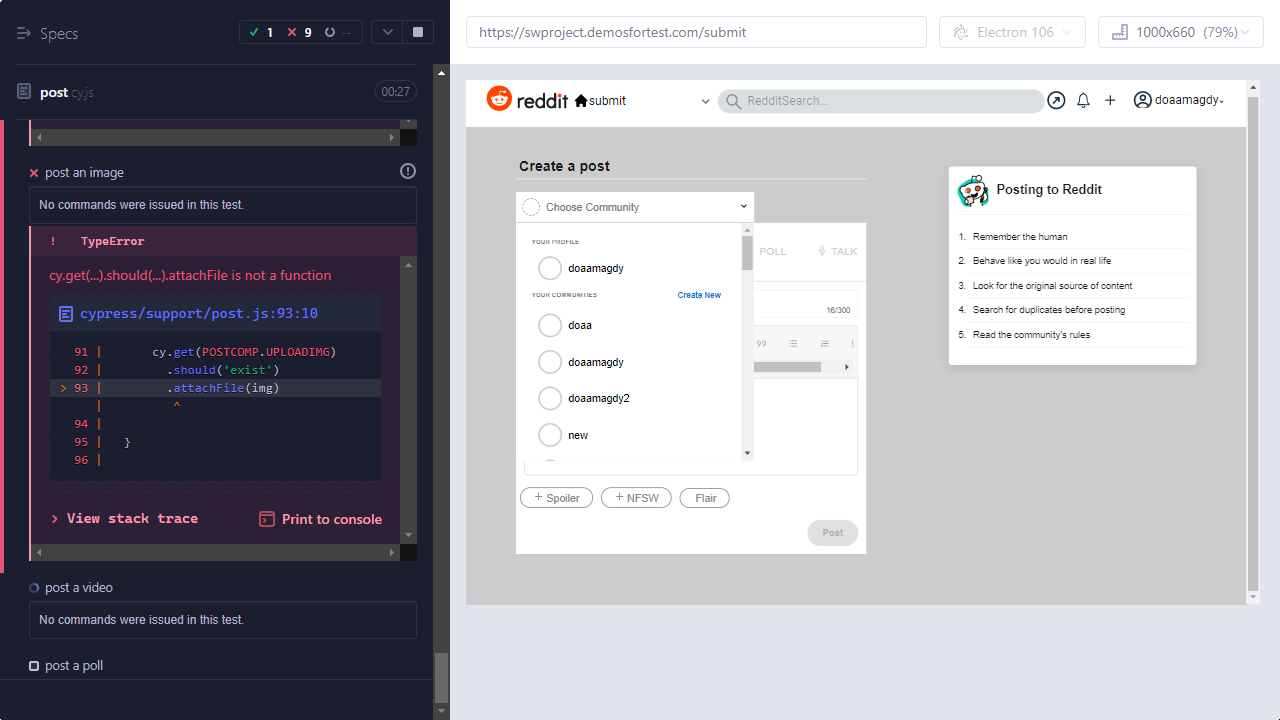 Specs
1
9
--
post cy.js
00:27
post an image
No commands were issued in this test.
! TypeError
cy.get(...).should(...).attachFile is not a function
cypress/support/post.js:93:10
91 | cy.get(POSTCOMP.UPLOADIMG)
92 | .should('exist')
> 93 | .attachFile(img)
| ^
94 |
95 | }
96 |
> View stack trace
Print to console
post a video
No commands were issued in this test.
post a poll
https://swproject.demosfortest.com/submit
Electron 106
1000x660 (79%)
reddit
submit
RedditSearch...
doaamagdy
Create a post
Choose Community
YOUR PROFILE
doaamagdy
YOUR COMMUNITIES
Create New
doaa
doaamagdy
doaamagdy2
new
POLL
TALK
16/300
99
+ Spoiler
+ NFSW
Flair
Post
Posting to Reddit
1. Remember the human
2. Behave like you would in real life
3. Look for the original source of content
4. Search for duplicates before posting
5. Read the community's rules